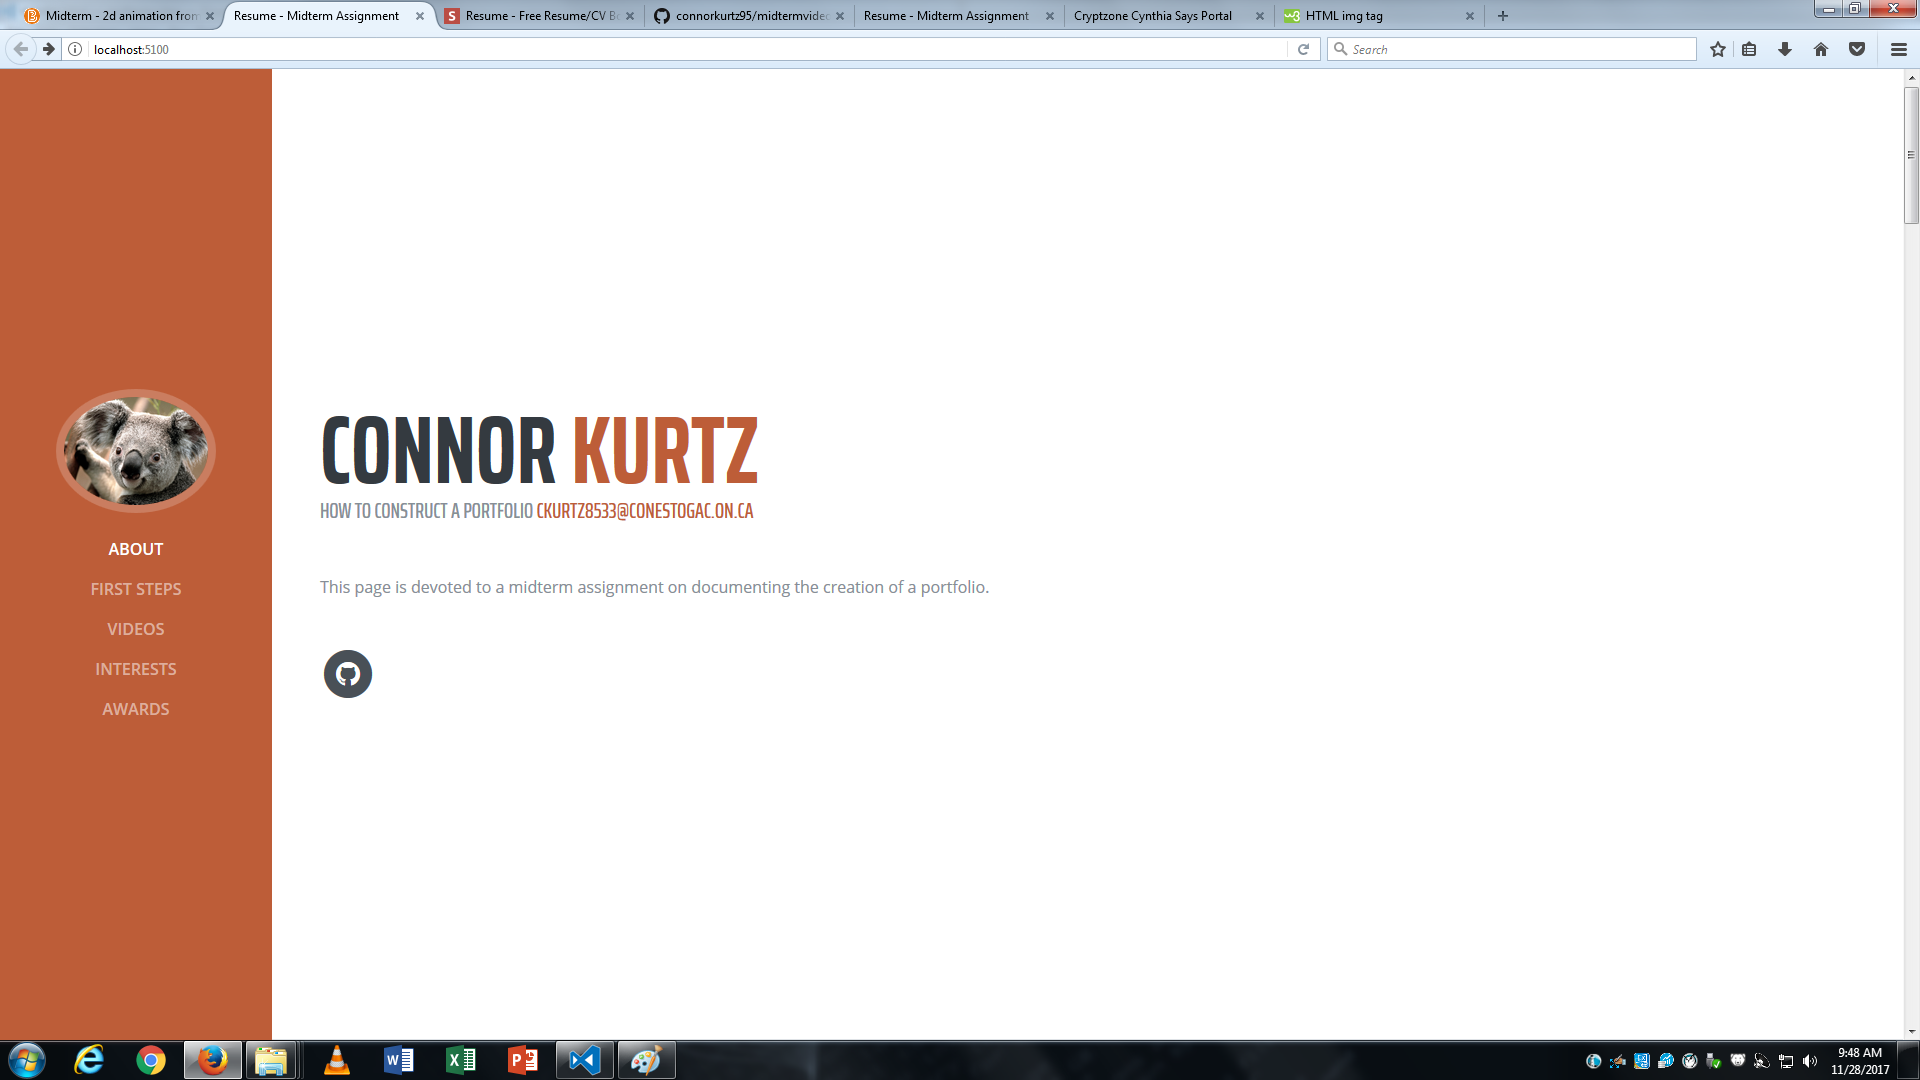 Midterm - 2d animation from
Resume - Midterm Assignment
Resume - Free Resume/CV Bo
connorkurtz95/midtermvideo
Resume - Midterm Assignment
Cryptzone Cynthia Says Portal
HTML img tag
localhost:5100
Search
CONNOR KURTZ
HOW TO CONSTRUCT A PORTFOLIO CKURTZ8533@CONESTOGAC.ON.CA
This page is devoted to a midterm assignment on documenting the creation of a portfolio.
ABOUT
FIRST STEPS
VIDEOS
INTERESTS
AWARDS
9:48 AM
11/28/2017